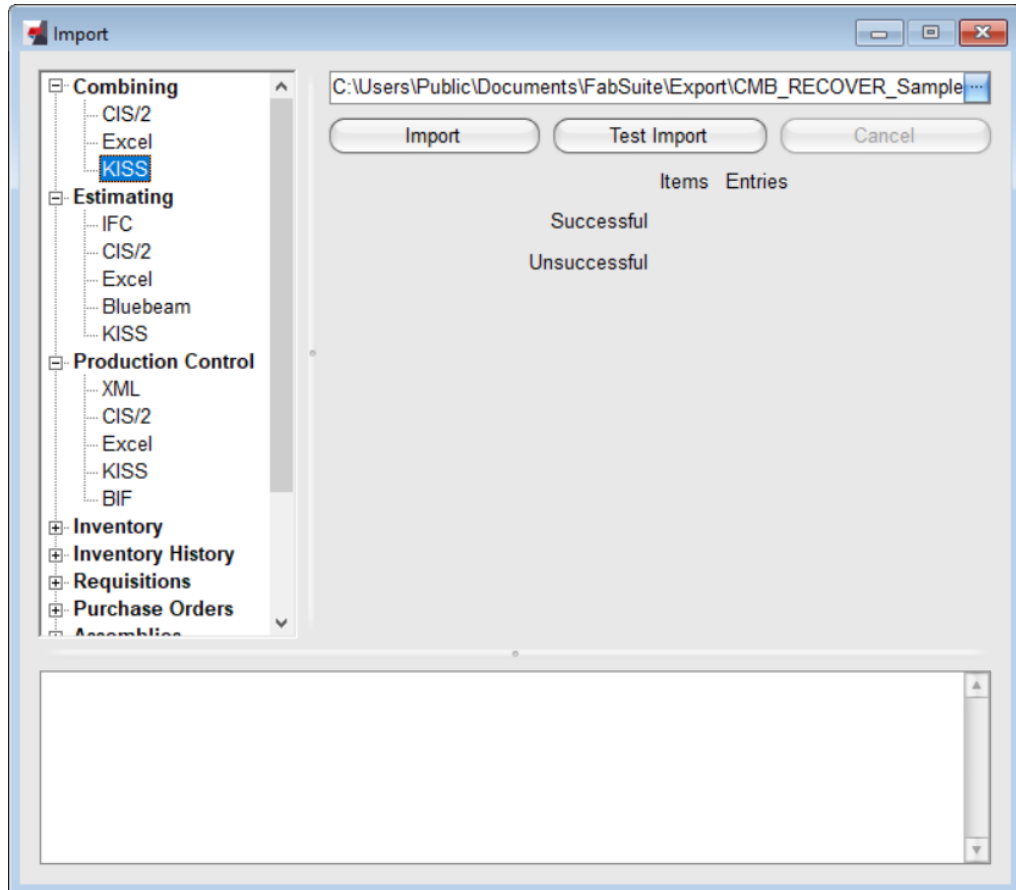 Import
Combining
CIS/2
Excel
KISS
Estimating
IFC
CIS/2
Excel
Bluebeam
KISS
Production Control
XML
CIS/2
Excel
KISS
BIF
Inventory
Inventory History
Requisitions
Purchase Orders
Assemblies
C:\Users\Public\Documents\FabSuite\Export\CMB_RECOVER_Sample
...
Import Test Import Cancel
Items Entries
Successful
Unsuccessful